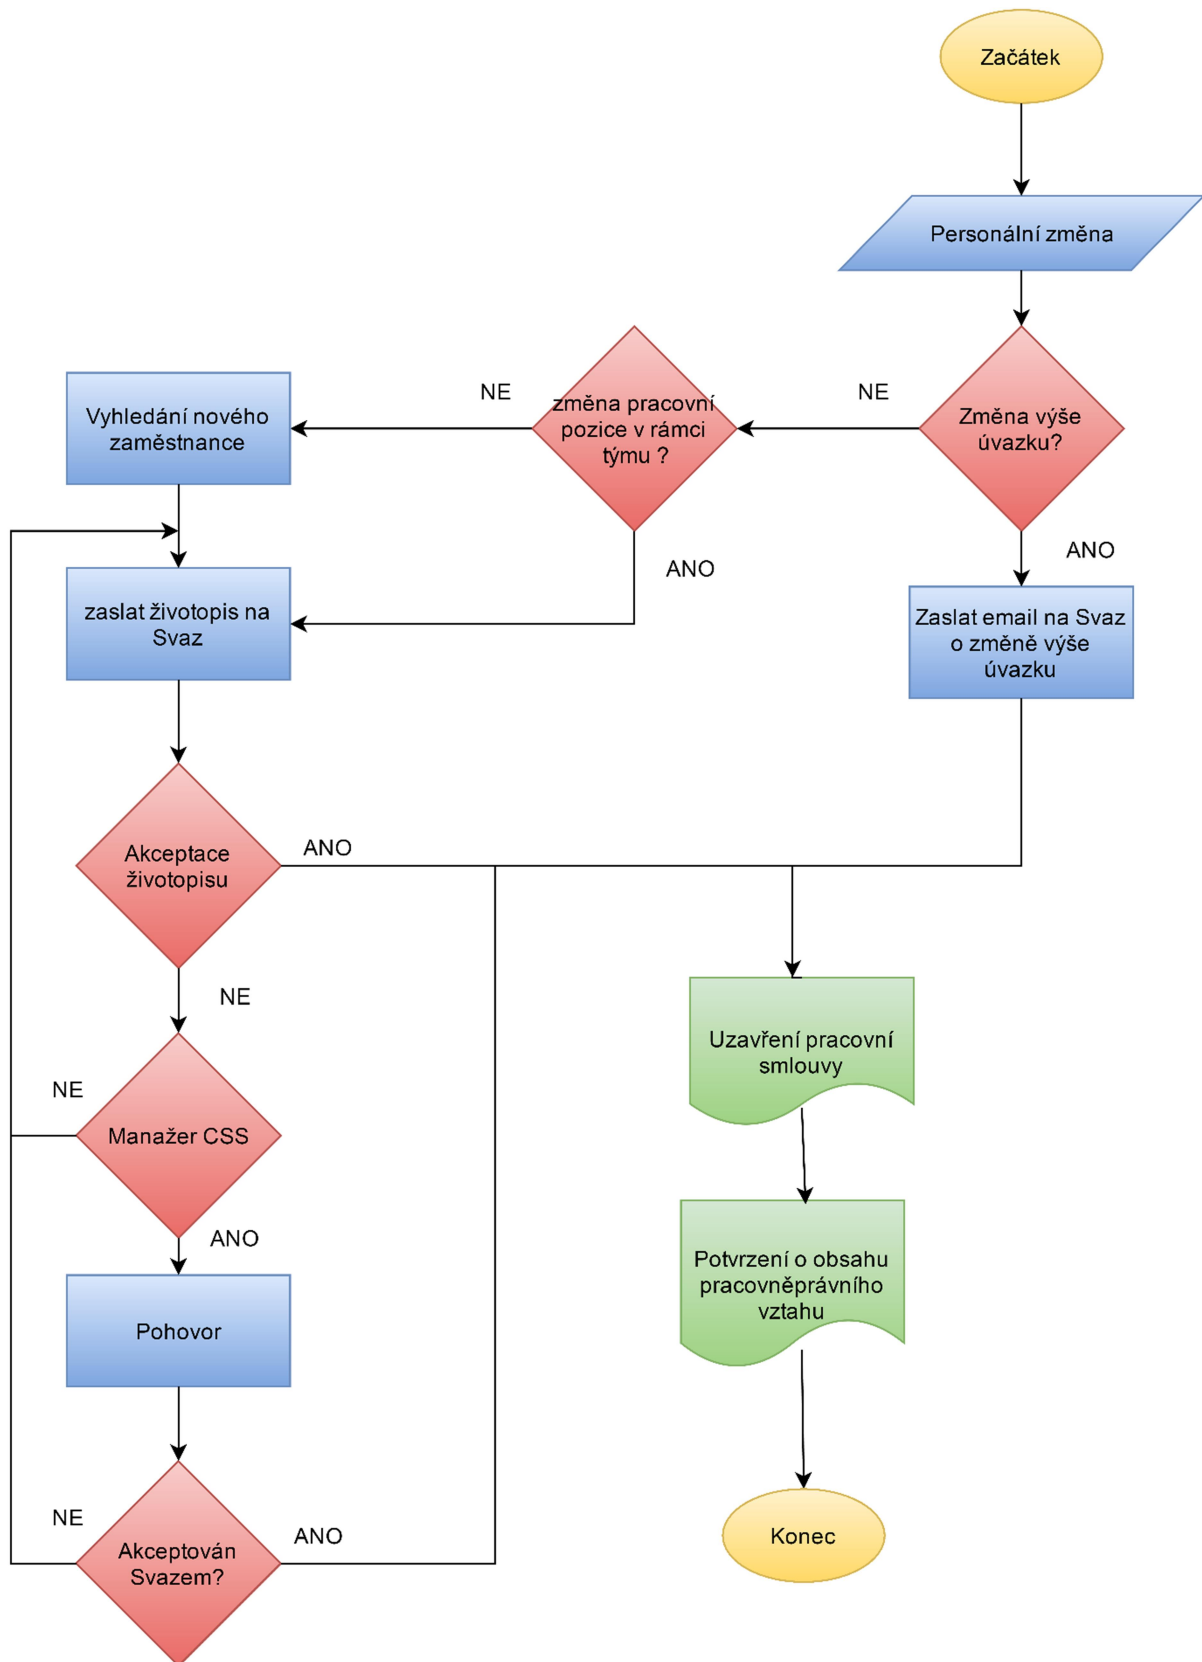 Začátek
Personální změna
Změna výše
úvazku?
NE
změna pracovní
pozice v rámci
týmu ?
NE
Vyhledání nového
zaměstnance
ANO
ANO
zaslat životopis na
Svaz
Zaslat email na Svaz
o změně výše
úvazku
Akceptace
životopisu
ANO
NE
Uzavření pracovní
smlouvy
NE
Manažer CSS
ANO
Potvrzení o obsahu
pracovněprávního
vztahu
Pohovor
NE
Akceptován
Svazem?
ANO
Konec